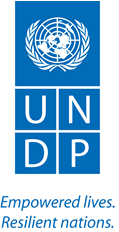 U N
D P
Empowered lives.
Resilient nations.